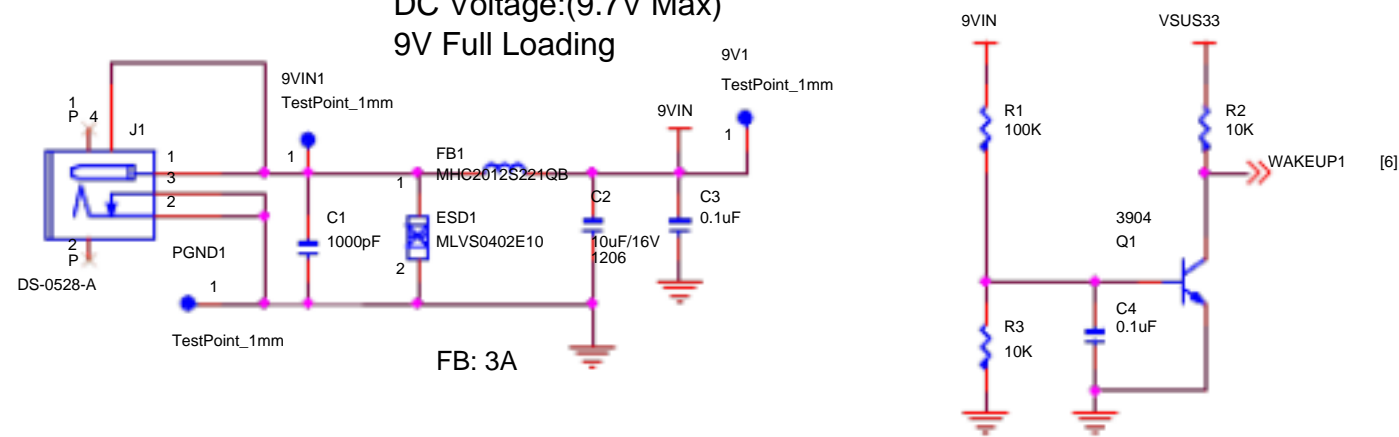 DC Voltage:(9.7V Max)
9V Full Loading
9VIN1
TestPoint_1mm
1
9V1
TestPoint_1mm
1
9VIN
1
P
4
J1
1
3
2
2
P
DS-0528-A
PGND1
1
TestPoint_1mm
C1
1000pF
FB1
MHC2012S221QB
1
ESD1
MLVS0402E10
2
C2
10uF/16V
1206
C3
0.1uF
FB: 3A
9VIN
VSUS33
R1
100K
R2
10K
WAKEUP1 [6]
3904
Q1
R3
10K
C4
0.1uF